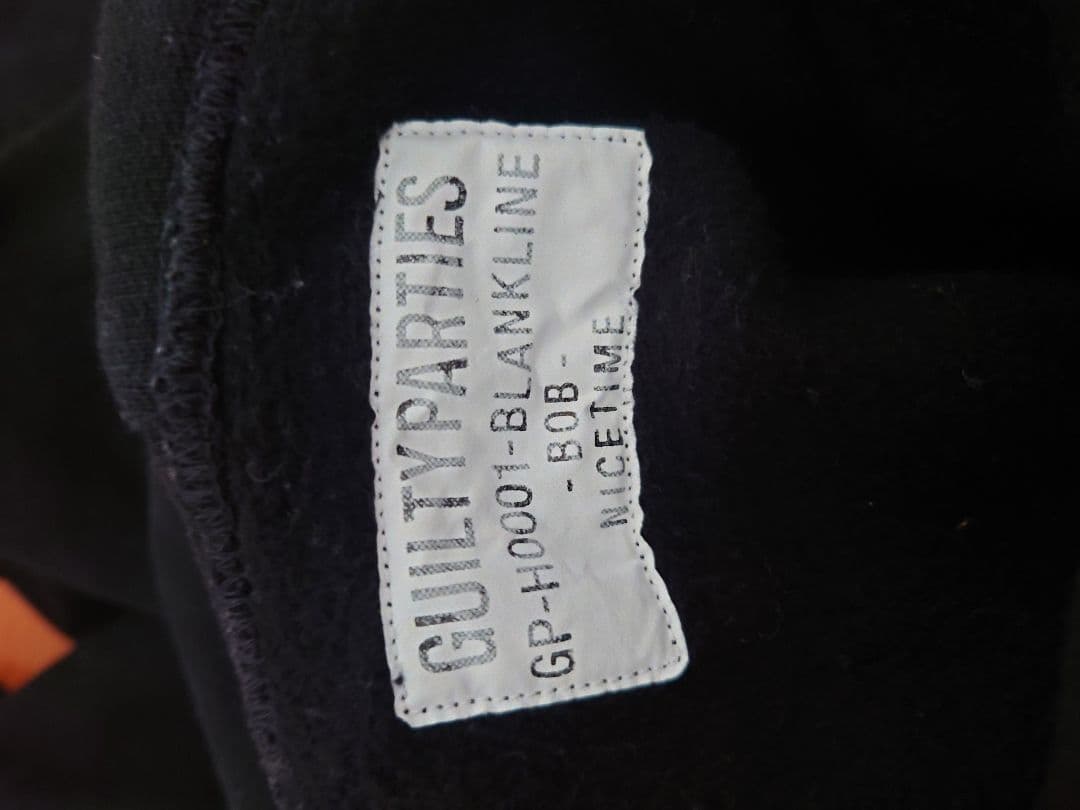 GUILTYPARTIES
GP-H0001-BLANKLINE
- BOB -
NICETIME